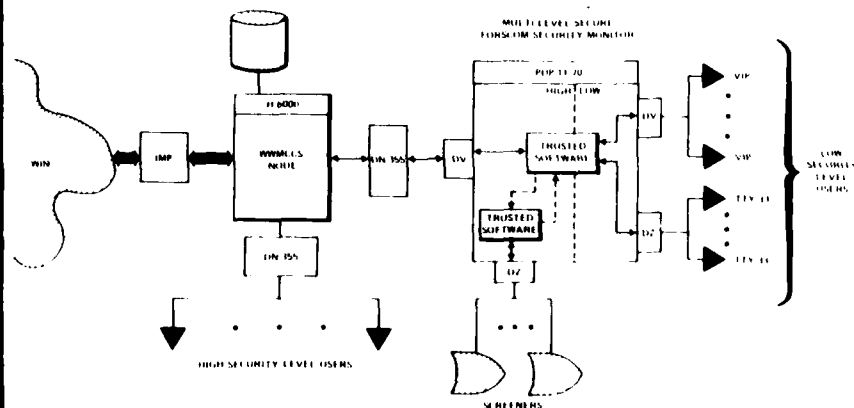 MULTI-LEVEL SECURE
FORSCOM SECURITY MONITOR
PDP 11 70
HIGH LOW
H 6000
WIN
IMP
WWMCCS
NODE
DN 355
DV
TRUSTED
SOFTWARE
TRUSTED
SOFTWARE
DZ
DV
VIP
VIP
DZ
LOW
SECURITY
LEVEL
USERS
DN 355
HIGH SECURITY LEVEL USERS
SCREENERS